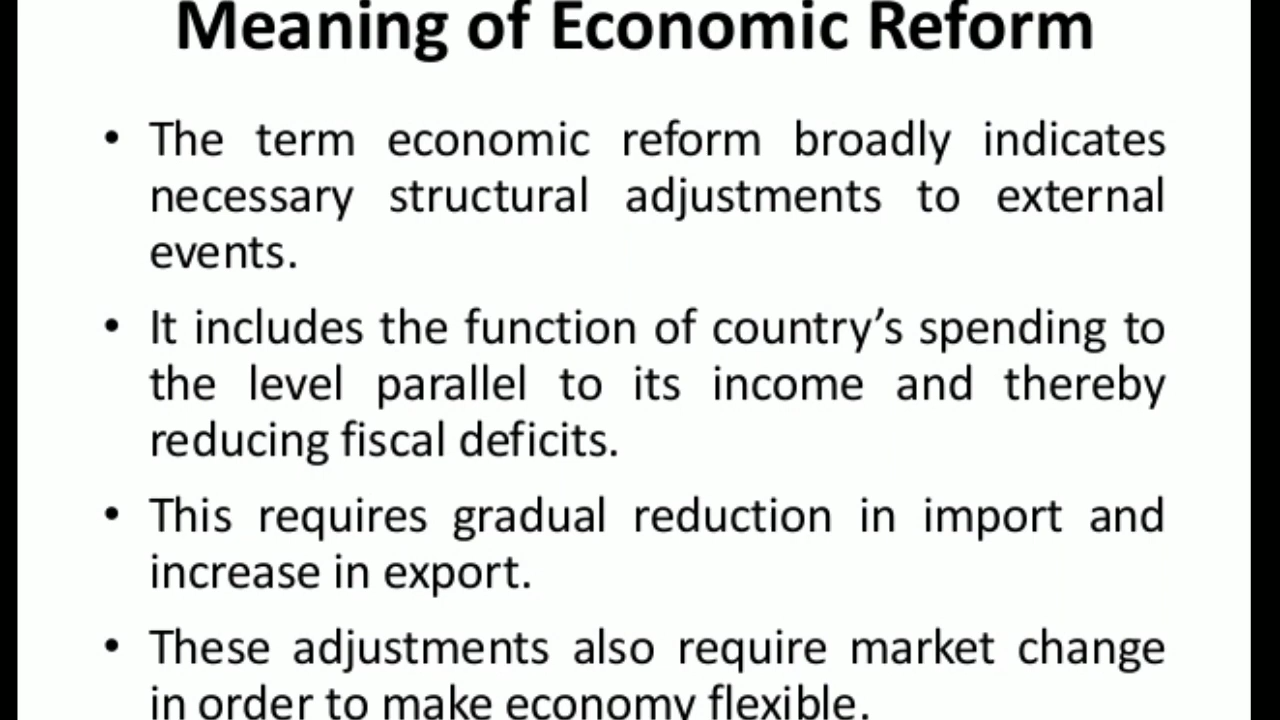 Meaning of Economic Reform
• The term economic reform broadly indicates
necessary structural adjustments to external
events.
• It includes the function of country’s spending to
the level parallel to its income and thereby
reducing fiscal deficits.
• This requires gradual reduction in import and
increase in export.
• These adjustments also require market change
in order to make economy flexible.